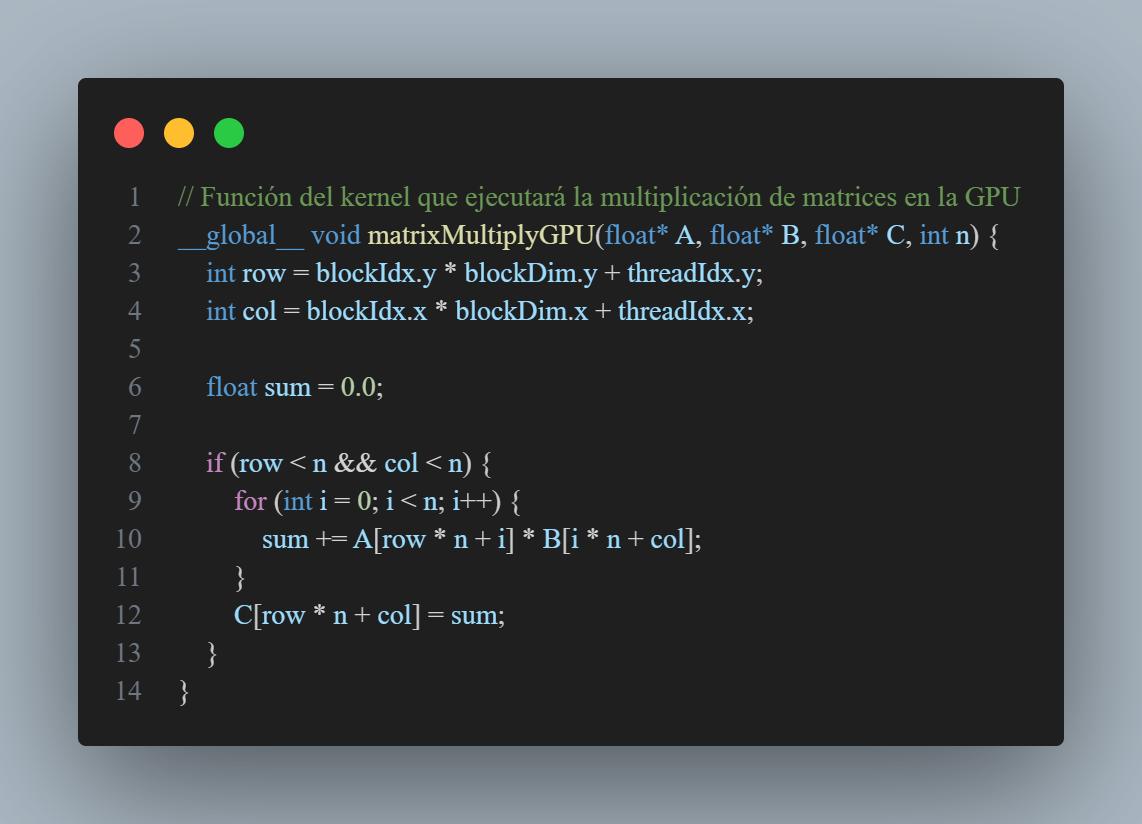 1 // Función del kernel que ejecutará la multiplicación de matrices en la GPU
2 __global__ void matrixMultiplyGPU(float* A, float* B, float* C, int n) {
3     int row = blockIdx.y * blockDim.y + threadIdx.y;
4     int col = blockIdx.x * blockDim.x + threadIdx.x;
5
6     float sum = 0.0;
7
8     if (row < n && col < n) {
9         for (int i = 0; i < n; i++) {
10             sum += A[row * n + i] * B[i * n + col];
11         }
12         C[row * n + col] = sum;
13     }
14 }